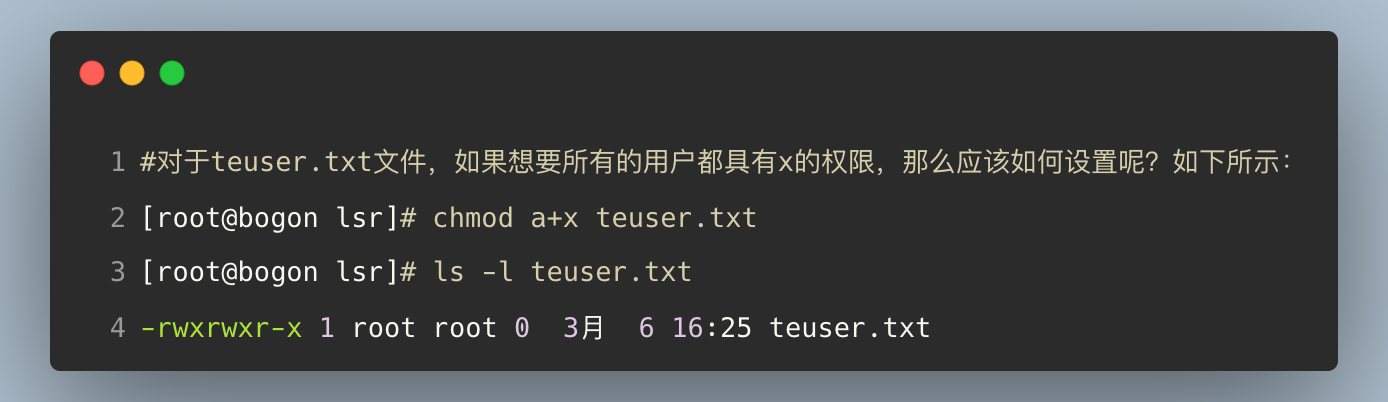 1 #对于teuser.txt文件，如果想要所有的用户都具有x的权限，那么应该如何设置呢？如下所示：
2 [root@bogon lsr]# chmod a+x teuser.txt
3 [root@bogon lsr]# ls -l teuser.txt
4 -rwxrwxr-x 1 root root 0  3月  6 16:25 teuser.txt